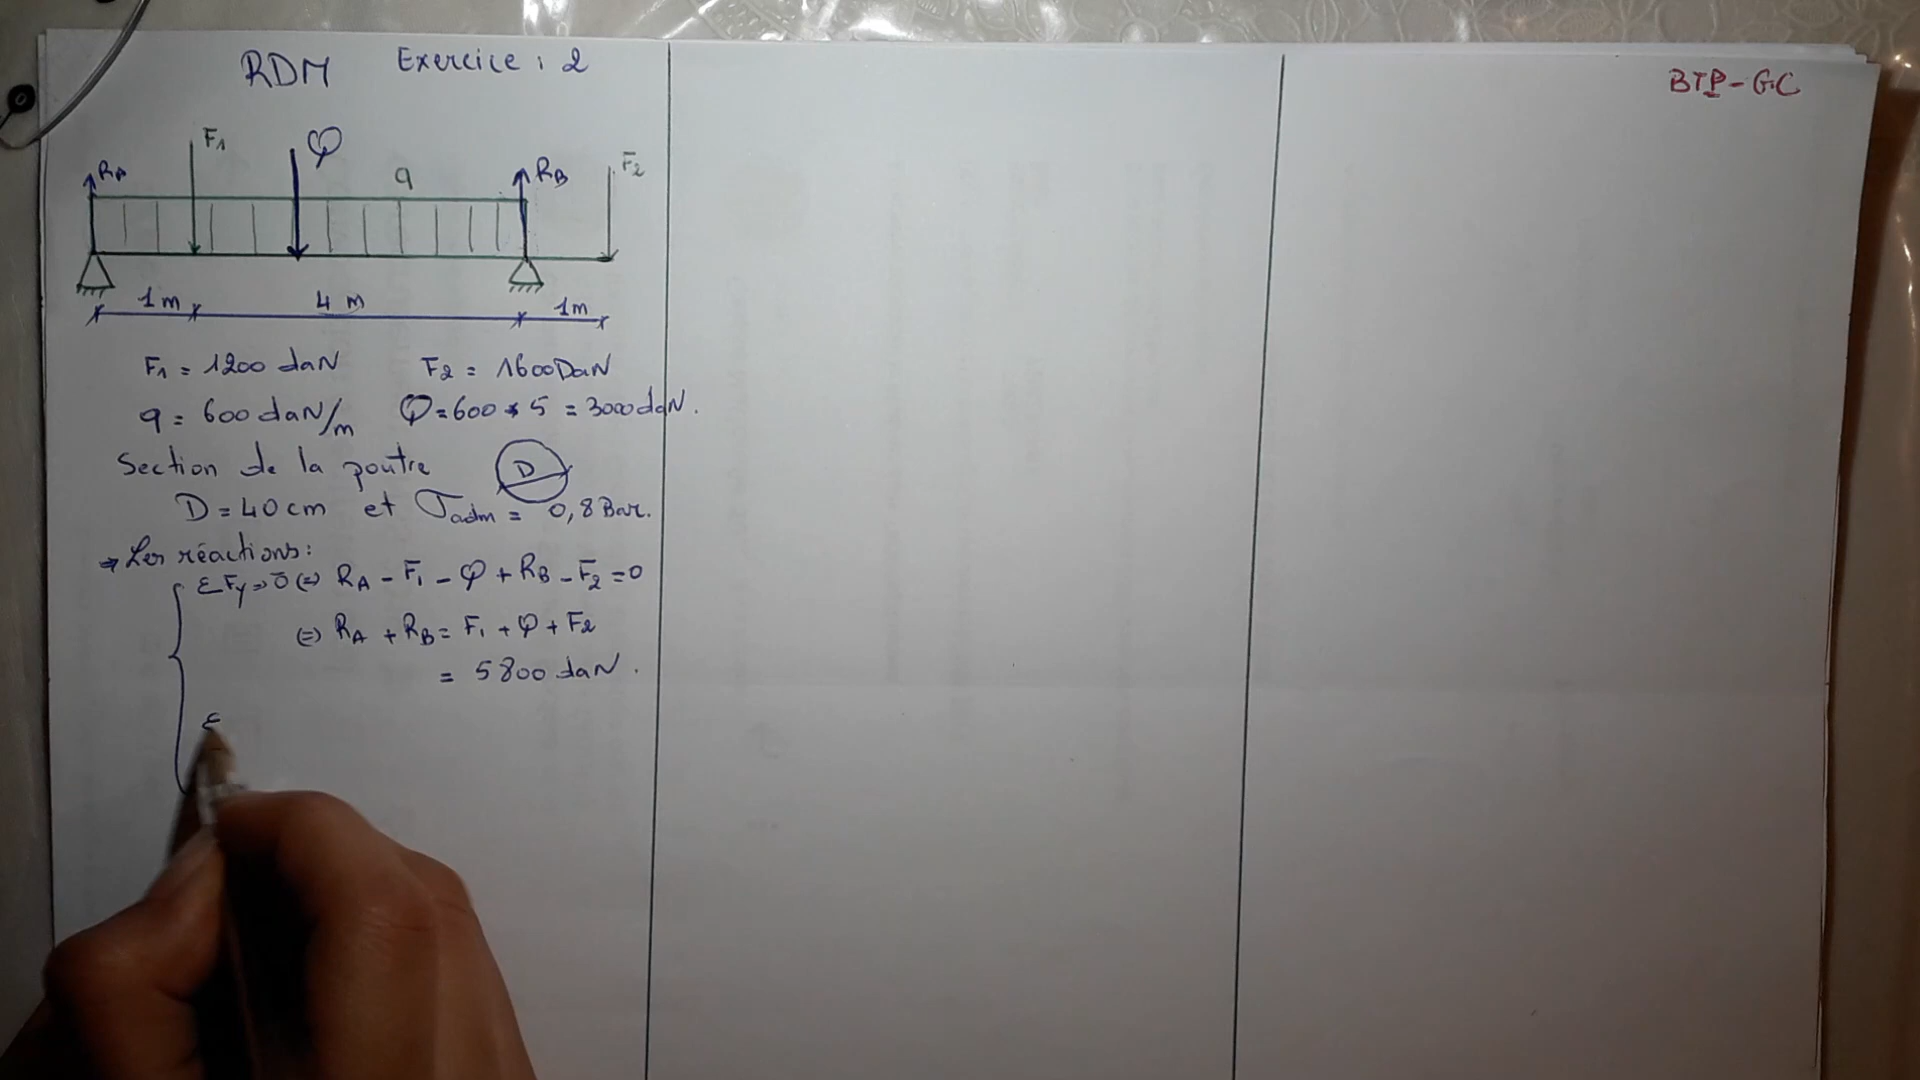 RDM Exercice : 2
BTP - GC
F1
φ
RA
q
RB
F2
1m
4 m
1m
F1 = 1200 daN F2 = 1600 DaN
q = 600 daN/m φ = 600 * 5 = 3000 daN.
Section de la poutre D
D = 40 cm et σadm = 0,8 Bar.
→ Les réactions :
ΣFy = 0 (=) RA - F1 - φ + RB - F2 = 0
(=) RA + RB = F1 + φ + F2
= 5800 daN.
Σ